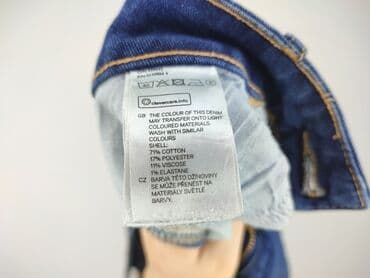 clevercare.info
GB THE COLOUR OF THIS DENIM
MAY TRANSFER ONTO LIGHT
COLOURED MATERIALS
WASH WITH SIMILAR
COLOURS
SHELL:
71% COTTON
17% POLYESTER
11% VISCOSE
1% ELASTANE
CZ BARVA TÉTO DŽÍNOVINY
SE MŮŽE PŘENÉST NA
MATERIÁLY SVĚTLÉ
BARVY.